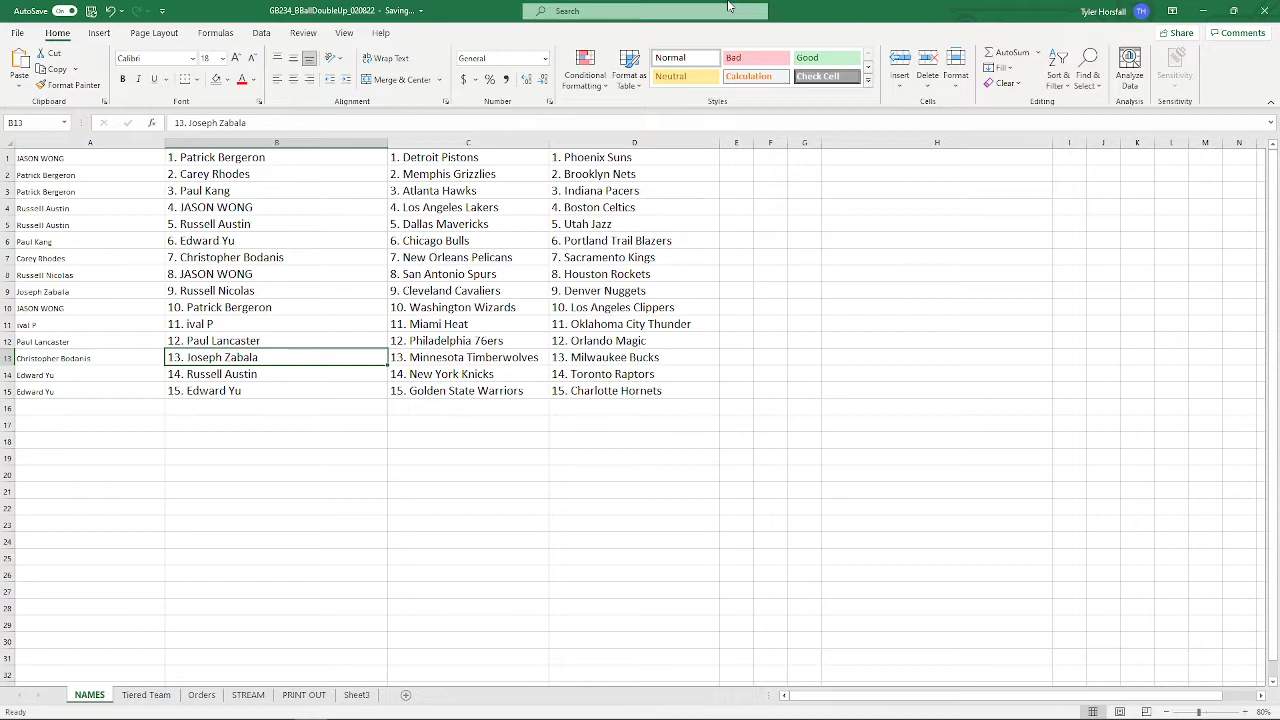 AutoSave On GB234_BBallDoubleUp_020822 - Saving... Search Tyler Horsfall TH
File Home Insert Page Layout Formulas Data Review View Help Share Comments
Paste Cut Copy Format Painter Clipboard
Calibri 18 B I U Font
Wrap Text Merge & Center Alignment
General $ % Number
Conditional Formatting Format as Table Normal Bad Good Neutral Calculation Check Cell Styles
Insert Delete Format Cells
AutoSum Fill Clear Sort & Filter Find & Select Editing
Analyze Data Analysis Sensitivity Sensitivity
B13 fx 13. Joseph Zabala
A B C D E F G H I J K L M N
1 JASON WONG 1. Patrick Bergeron 1. Detroit Pistons 1. Phoenix Suns
2 Patrick Bergeron 2. Carey Rhodes 2. Memphis Grizzlies 2. Brooklyn Nets
3 Patrick Bergeron 3. Paul Kang 3. Atlanta Hawks 3. Indiana Pacers
4 Russell Austin 4. JASON WONG 4. Los Angeles Lakers 4. Boston Celtics
5 Russell Austin 5. Russell Austin 5. Dallas Mavericks 5. Utah Jazz
6 Paul Kang 6. Edward Yu 6. Chicago Bulls 6. Portland Trail Blazers
7 Carey Rhodes 7. Christopher Bodanis 7. New Orleans Pelicans 7. Sacramento Kings
8 Russell Nicolas 8. JASON WONG 8. San Antonio Spurs 8. Houston Rockets
9 Joseph Zabala 9. Russell Nicolas 9. Cleveland Cavaliers 9. Denver Nuggets
10 JASON WONG 10. Patrick Bergeron 10. Washington Wizards 10. Los Angeles Clippers
11 ival P 11. ival P 11. Miami Heat 11. Oklahoma City Thunder
12 Paul Lancaster 12. Paul Lancaster 12. Philadelphia 76ers 12. Orlando Magic
13 Christopher Bodanis 13. Joseph Zabala 13. Minnesota Timberwolves 13. Milwaukee Bucks
14 Edward Yu 14. Russell Austin 14. New York Knicks 14. Toronto Raptors
15 Edward Yu 15. Edward Yu 15. Golden State Warriors 15. Charlotte Hornets
16
17
18
19
20
21
22
23
24
25
26
27
28
29
30
31
32
NAMES Tiered Team Orders STREAM PRINT OUT Sheet3
Ready 80%